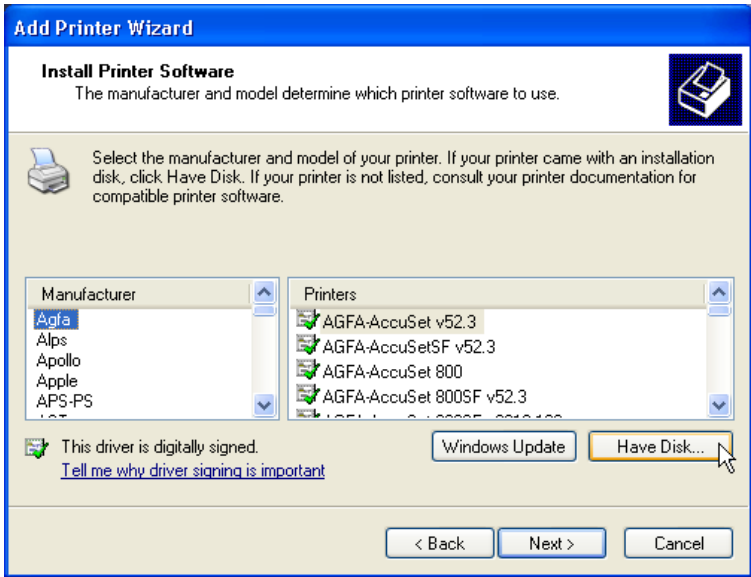 Add Printer Wizard
Install Printer Software
The manufacturer and model determine which printer software to use.
Select the manufacturer and model of your printer. If your printer came with an installation
disk, click Have Disk. If your printer is not listed, consult your printer documentation for
compatible printer software.
Manufacturer
Agfa
Alps
Apollo
Apple
APS-PS
Printers
AGFA-AccuSet v52.3
AGFA-AccuSetSF v52.3
AGFA-AccuSet 800
AGFA-AccuSet 800SF v52.3
This driver is digitally signed.
Tell me why driver signing is important
Windows Update
Have Disk...
< Back
Next >
Cancel